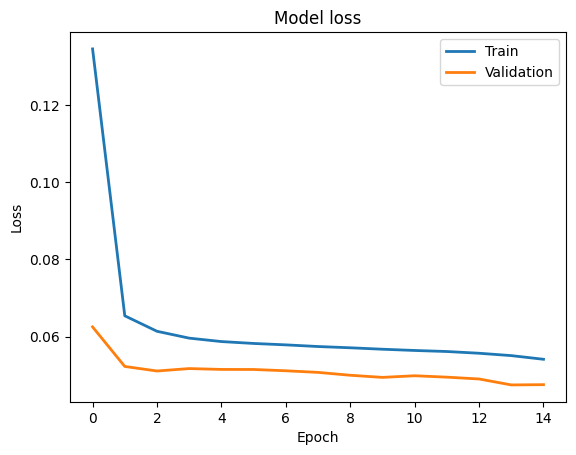 Model loss
Train
Validation
0.12
0.10
0.08
0.06
Loss
0 2 4 6 8 10 12 14
Epoch